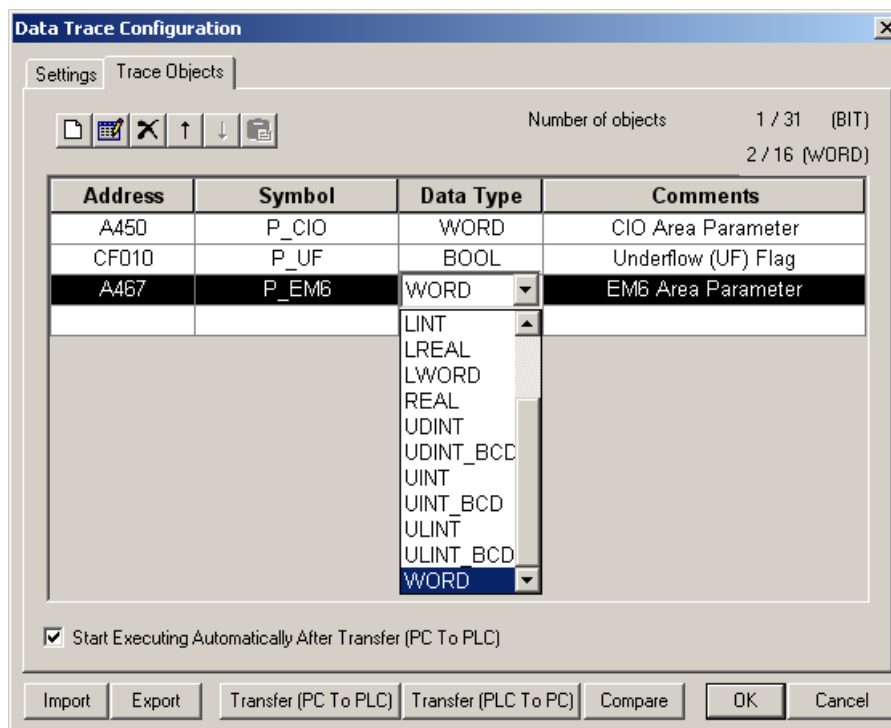 Data Trace Configuration
Settings Trace Objects
Number of objects 1 / 31 (BIT)
2 / 16 (WORD)
Address Symbol Data Type Comments
A450 P_CIO WORD CIO Area Parameter
CF010 P_UF BOOL Underflow (UF) Flag
A467 P_EM6 WORD EM6 Area Parameter
LINT
LREAL
LWORD
REAL
UDINT
UDINT_BCD
UINT
UINT_BCD
ULINT
ULINT_BCD
WORD
Start Executing Automatically After Transfer (PC To PLC)
Import Export Transfer (PC To PLC) Transfer (PLC To PC) Compare OK Cancel